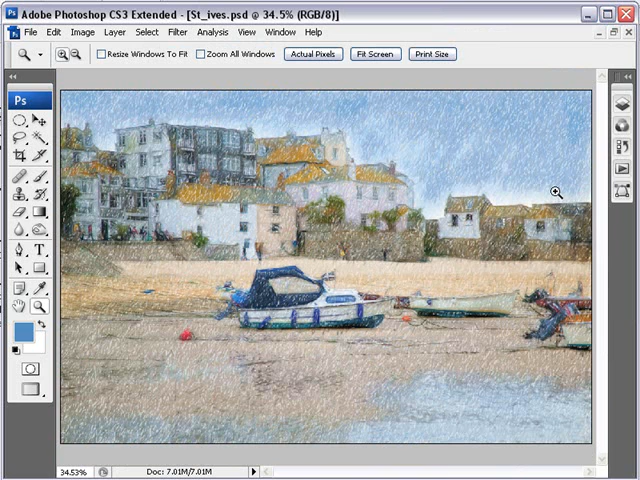 Adobe Photoshop CS3 Extended - [St_ives.psd @ 34.5% (RGB/8)]
File Edit Image Layer Select Filter Analysis View Window Help
Resize Windows To Fit Zoom All Windows Actual Pixels Fit Screen Print Size
Ps
T
34.53% Doc: 7.01M/7.01M